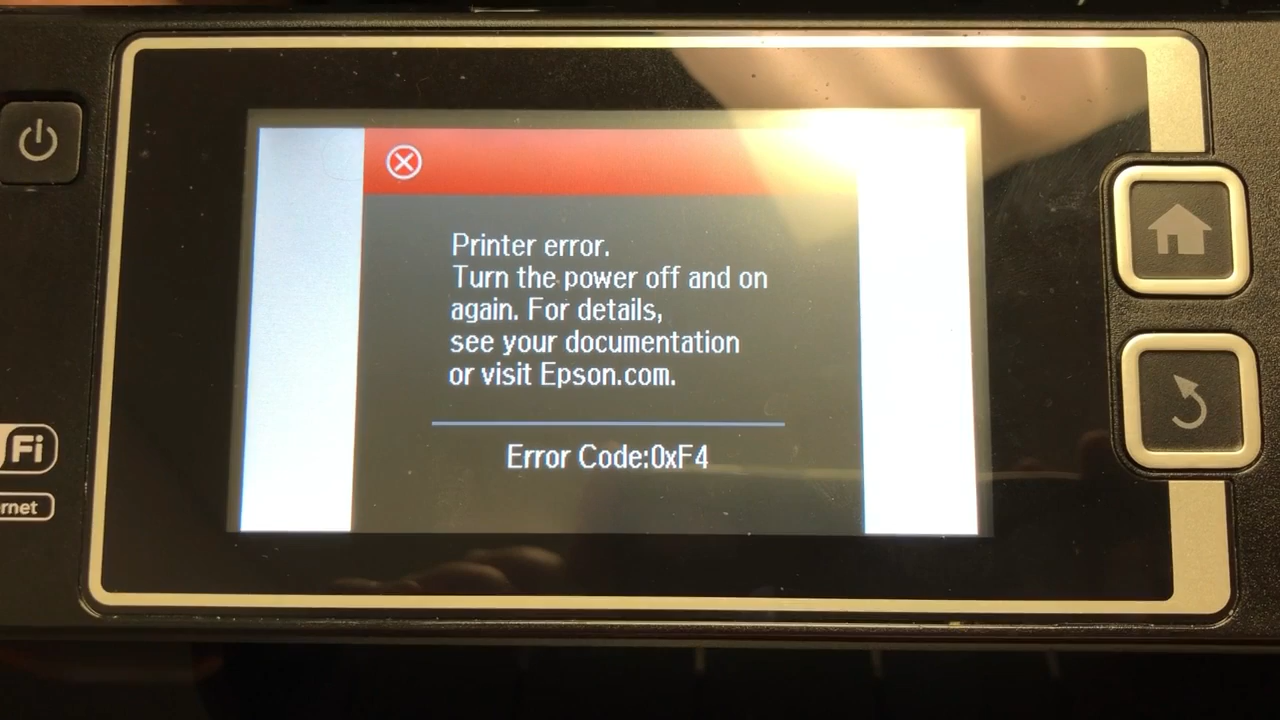 Printer error.
Turn the power off and on
again. For details,
see your documentation
or visit Epson.com.
Error Code:0xF4
Fi
rnet